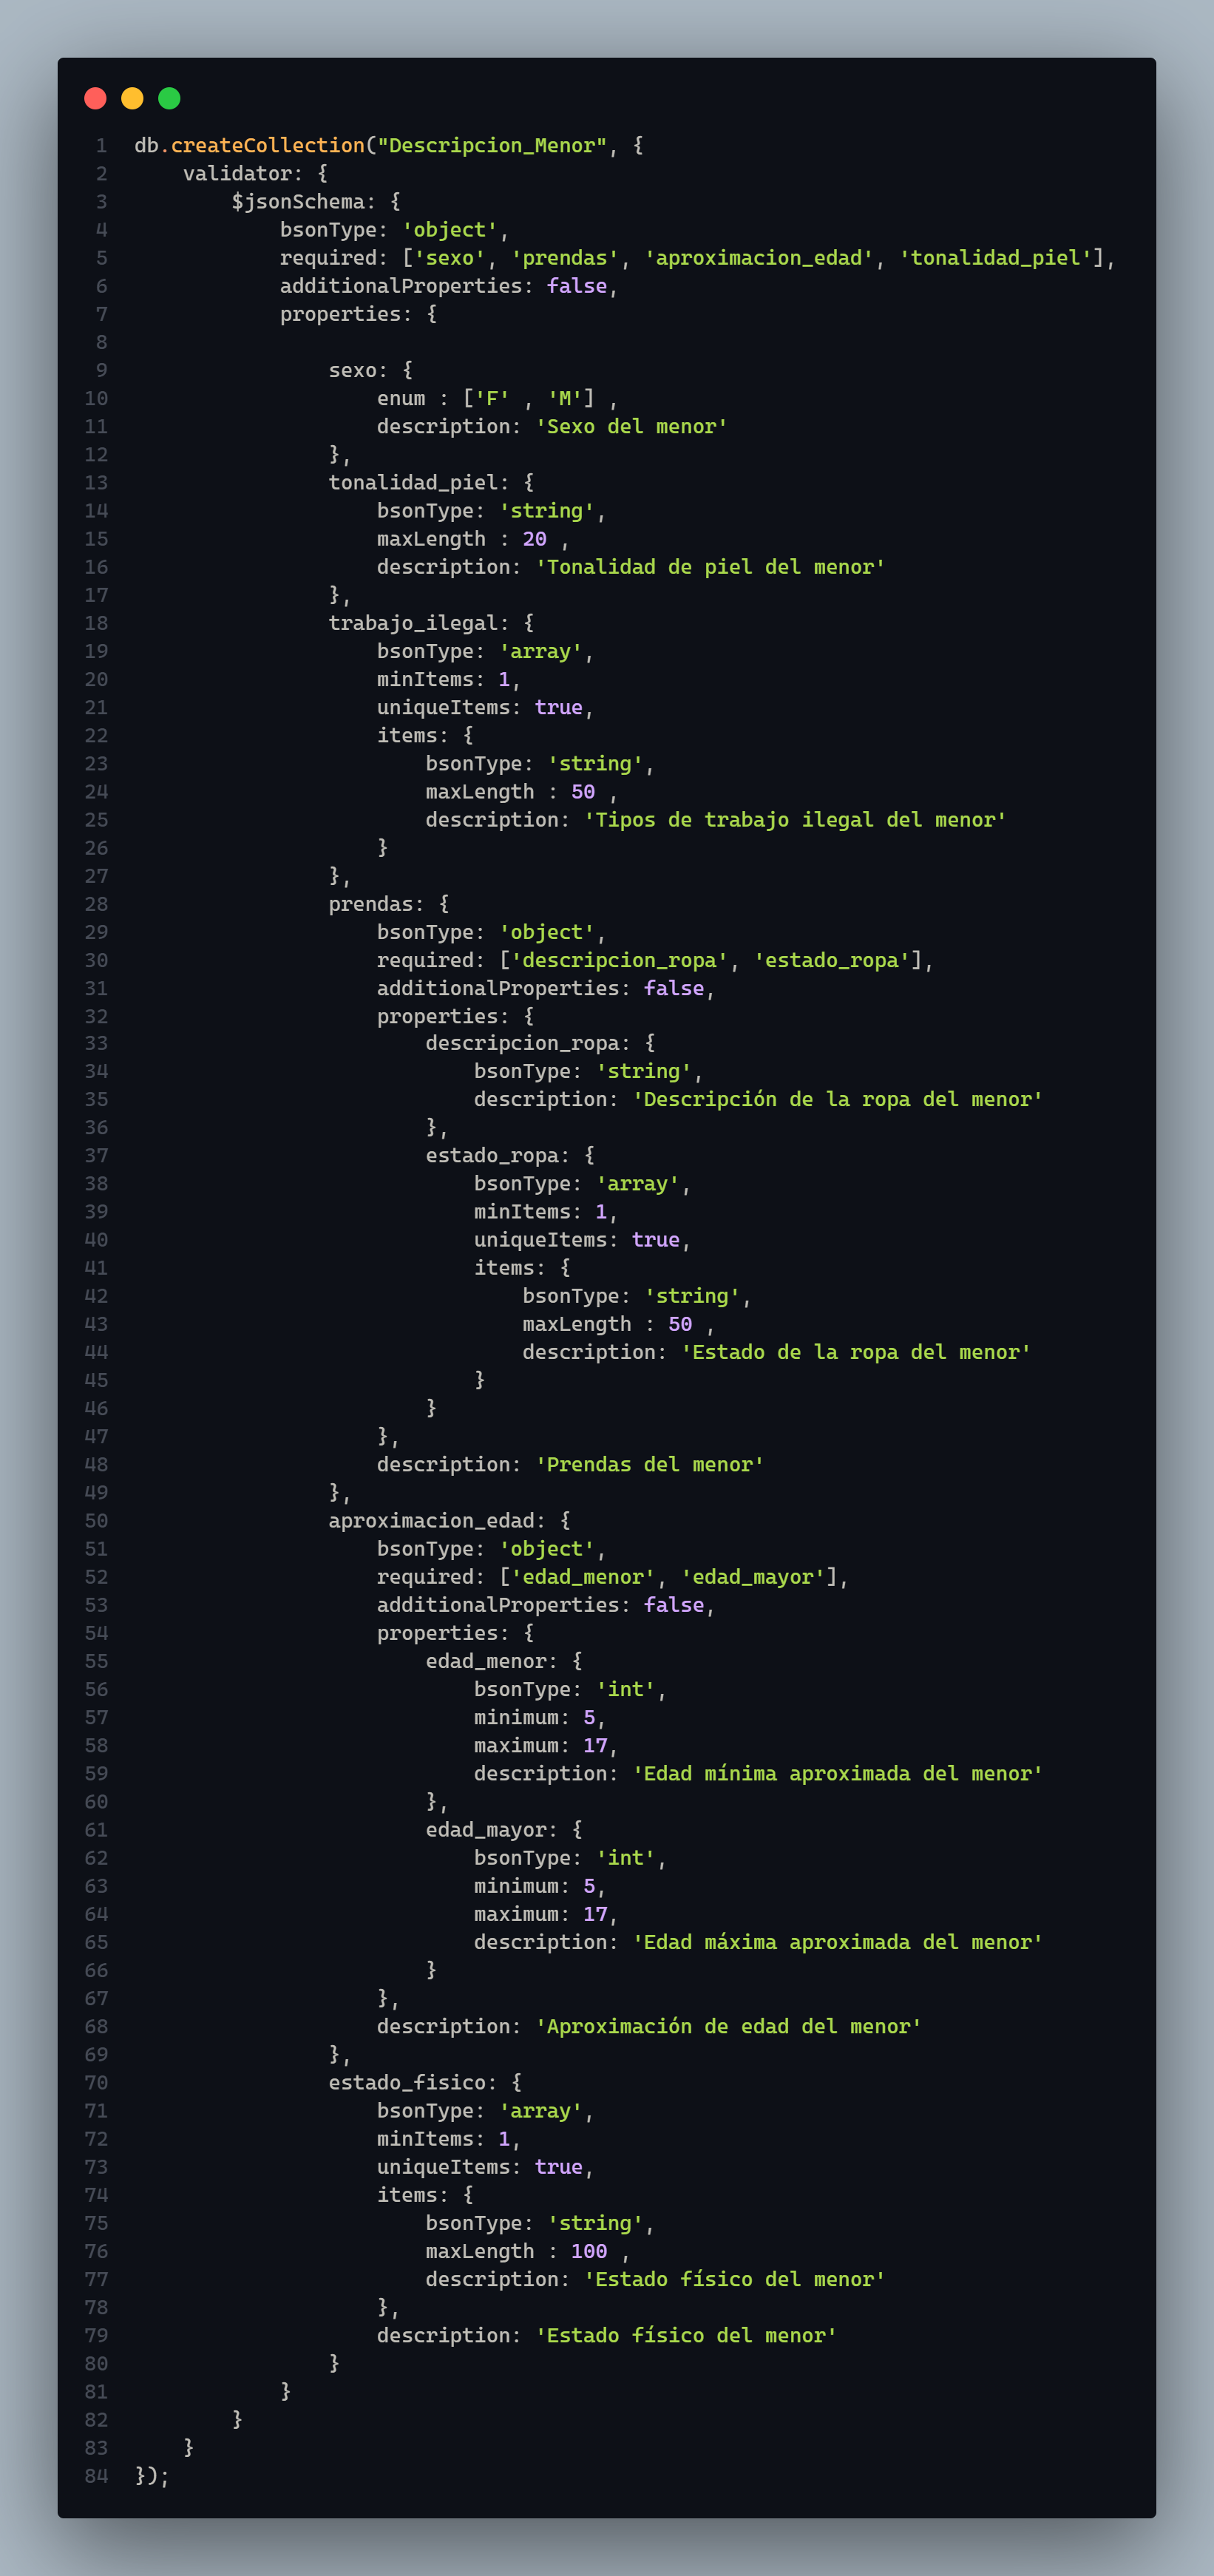 1 db.createCollection("Descripcion_Menor", {
2     validator: {
3         $jsonSchema: {
4             bsonType: 'object',
5             required: ['sexo', 'prendas', 'aproximacion_edad', 'tonalidad_piel'],
6             additionalProperties: false,
7             properties: {
8
9                 sexo: {
10                     enum : ['F' , 'M'] ,
11                     description: 'Sexo del menor'
12                 },
13                 tonalidad_piel: {
14                     bsonType: 'string',
15                     maxLength : 20 ,
16                     description: 'Tonalidad de piel del menor'
17                 },
18                 trabajo_ilegal: {
19                     bsonType: 'array',
20                     minItems: 1,
21                     uniqueItems: true,
22                     items: {
23                         bsonType: 'string',
24                         maxLength : 50 ,
25                         description: 'Tipos de trabajo ilegal del menor'
26                     }
27                 },
28                 prendas: {
29                     bsonType: 'object',
30                     required: ['descripcion_ropa', 'estado_ropa'],
31                     additionalProperties: false,
32                     properties: {
33                         descripcion_ropa: {
34                             bsonType: 'string',
35                             description: 'Descripción de la ropa del menor'
36                         },
37                         estado_ropa: {
38                             bsonType: 'array',
39                             minItems: 1,
40                             uniqueItems: true,
41                             items: {
42                                 bsonType: 'string',
43                                 maxLength : 50 ,
44                                 description: 'Estado de la ropa del menor'
45                             }
46                         }
47                     },
48                     description: 'Prendas del menor'
49                 },
50                 aproximacion_edad: {
51                     bsonType: 'object',
52                     required: ['edad_menor', 'edad_mayor'],
53                     additionalProperties: false,
54                     properties: {
55                         edad_menor: {
56                             bsonType: 'int',
57                             minimum: 5,
58                             maximum: 17,
59                             description: 'Edad mínima aproximada del menor'
60                         },
61                         edad_mayor: {
62                             bsonType: 'int',
63                             minimum: 5,
64                             maximum: 17,
65                             description: 'Edad máxima aproximada del menor'
66                         }
67                     },
68                     description: 'Aproximación de edad del menor'
69                 },
70                 estado_fisico: {
71                     bsonType: 'array',
72                     minItems: 1,
73                     uniqueItems: true,
74                     items: {
75                         bsonType: 'string',
76                         maxLength : 100 ,
77                         description: 'Estado físico del menor'
78                     },
79                     description: 'Estado físico del menor'
80                 }
81             }
82         }
83     }
84 });